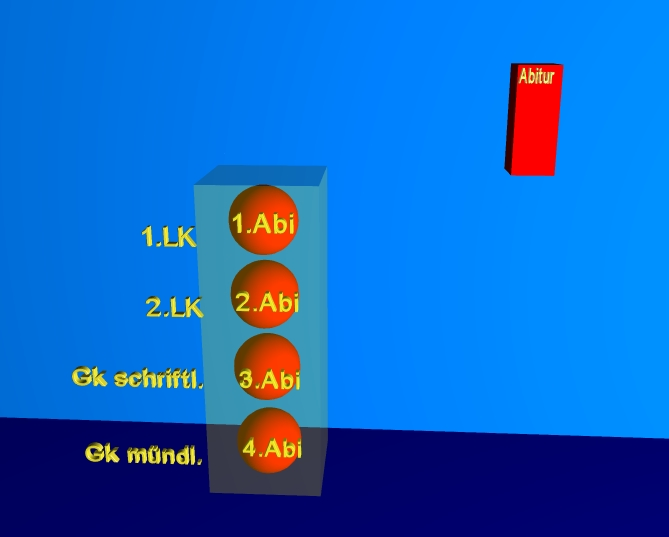 Abitur
1.LK 1.Abi
2.LK 2.Abi
Gk schriftl. 3.Abi
Gk mündl. 4.Abi